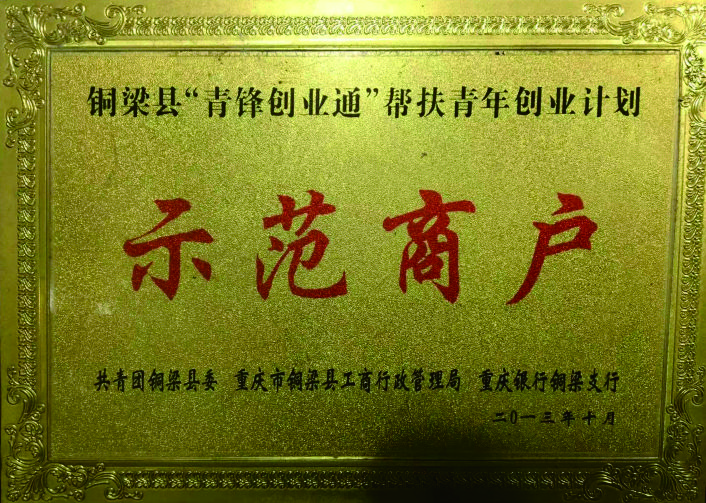 铜梁县“青锋创业通”帮扶青年创业计划
示范商户
共青团铜梁县委 重庆市铜梁县工商行政管理局 重庆银行铜梁支行
二0一三年十月